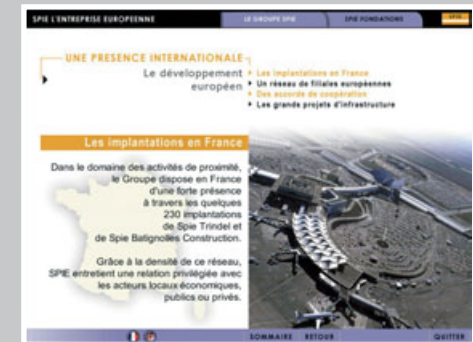 SPIE L'ENTREPRISE EUROPEENNE
LE GROUPE SPIE
SPIE FONDATIONS
SPIE
UNE PRESENCE INTERNATIONALE
Le développement
européen
Les implantations en France
Un réseau de filiales européennes
Des accords de coopération
Les grands projets d'infrastructure
Les implantations en France
Dans le domaine des activités de proximité,
le Groupe dispose en France
d'une forte présence
à travers les quelques
230 implantations
de Spie Trindel et
de Spie Batignolles Construction.
Grâce à la densité de ce réseau,
SPIE entretient une relation privilégiée avec
les acteurs locaux économiques,
publics ou privés.
SOMMAIRE RETOUR QUITTER